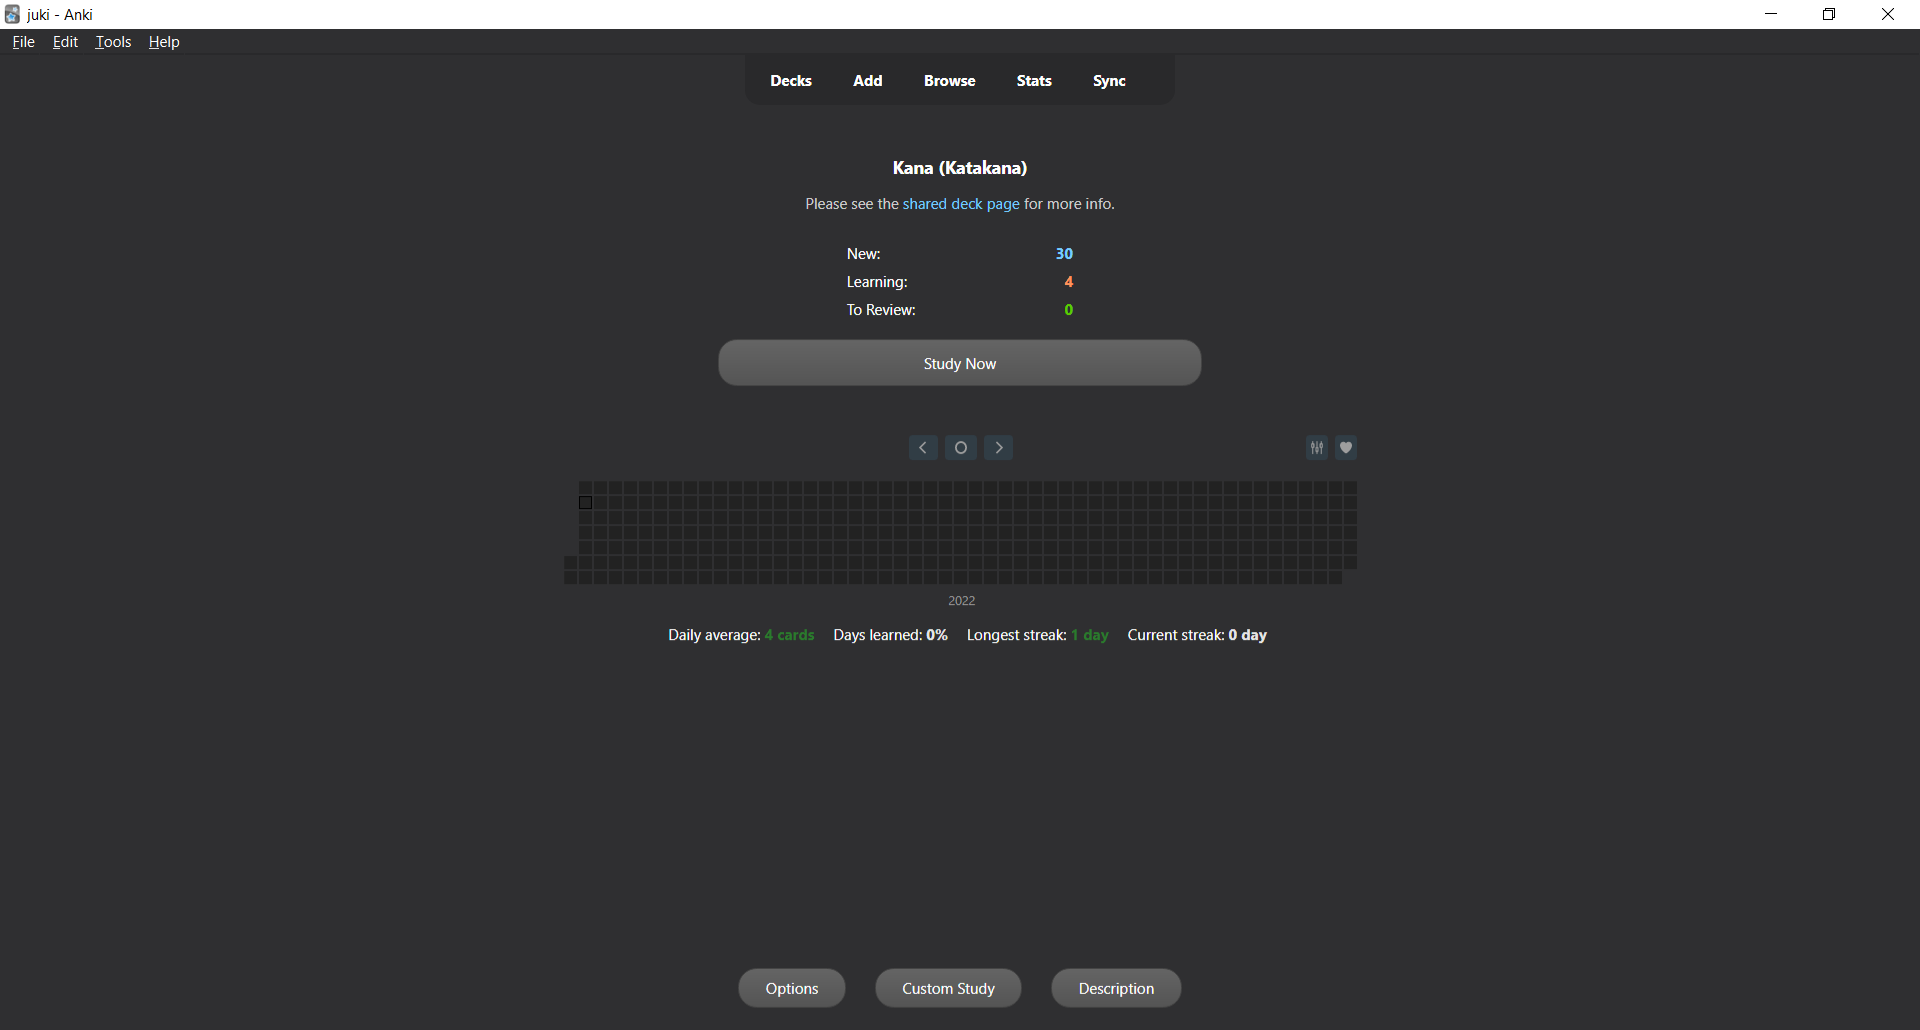 juki - Anki
File Edit Tools Help
Decks Add Browse Stats Sync
Kana (Katakana)
Please see the shared deck page for more info.
New: 30
Learning: 4
To Review: 0
Study Now
2022
Daily average: 4 cards Days learned: 0% Longest streak: 1 day Current streak: 0 day
Options Custom Study Description